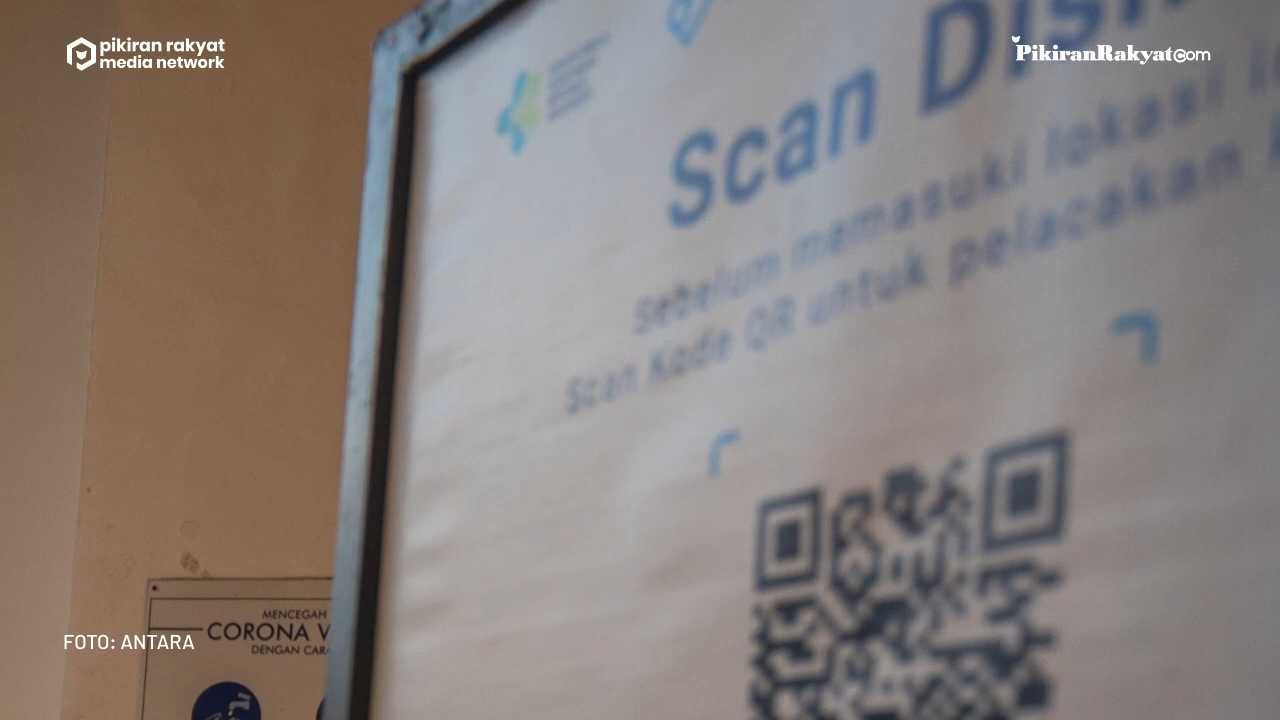 pikiran rakyat
media network
PikiranRakyat.com
Scan Disi
Sebelum memasuki lokasi i
Scan Kode QR untuk pelacakan
MENCEGAH
CORONA V
DENGAN CARA
FOTO: ANTARA